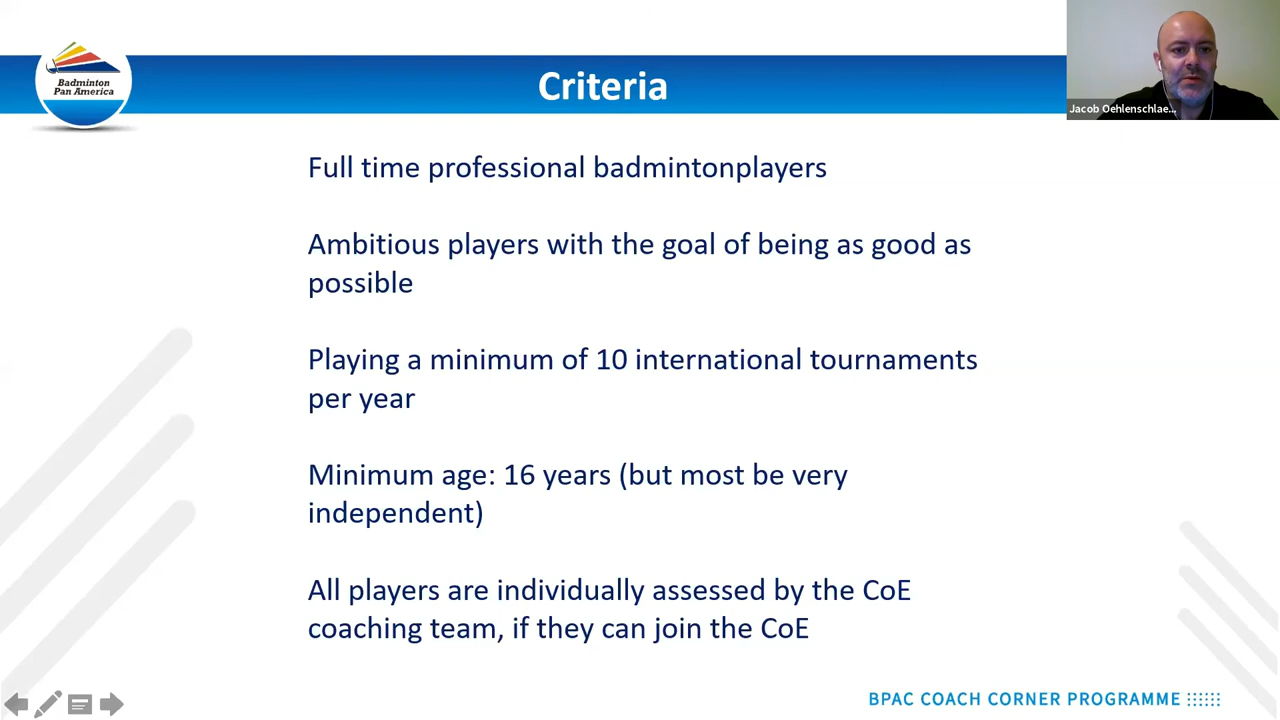 Badminton
Pan America
Criteria
Jacob Oehlenschlae...
Full time professional badmintonplayers
Ambitious players with the goal of being as good as
possible
Playing a minimum of 10 international tournaments
per year
Minimum age: 16 years (but most be very
independent)
All players are individually assessed by the CoE
coaching team, if they can join the CoE
BPAC COACH CORNER PROGRAMME